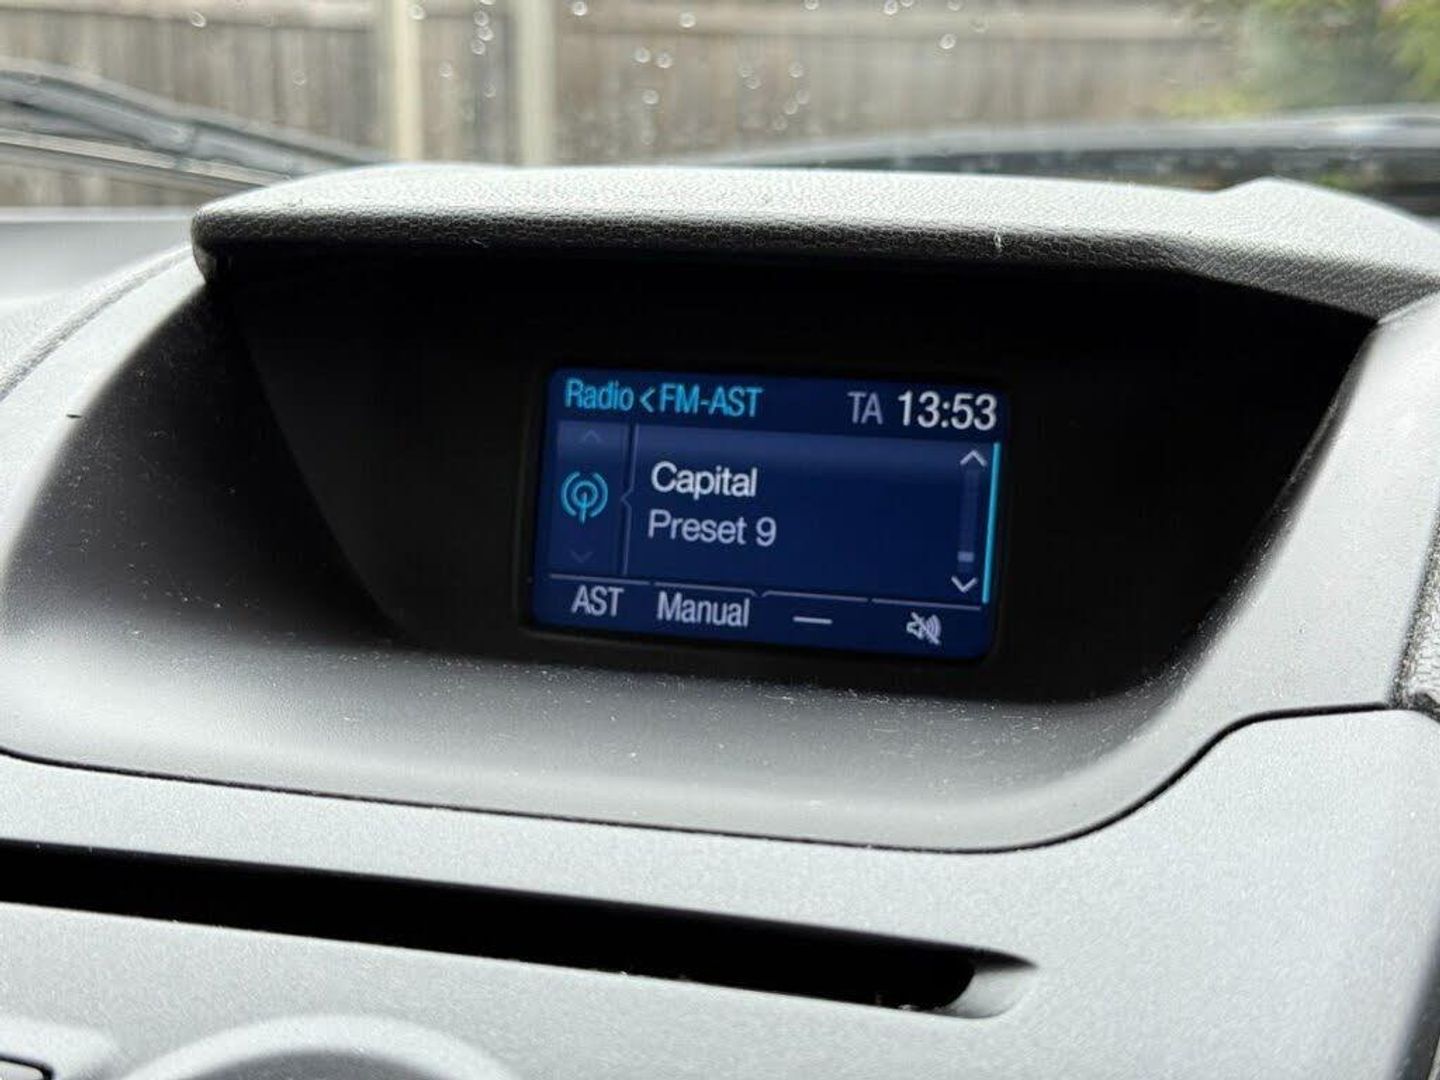 Radio <FM-AST TA 13:53
Capital
Preset 9
AST Manual —